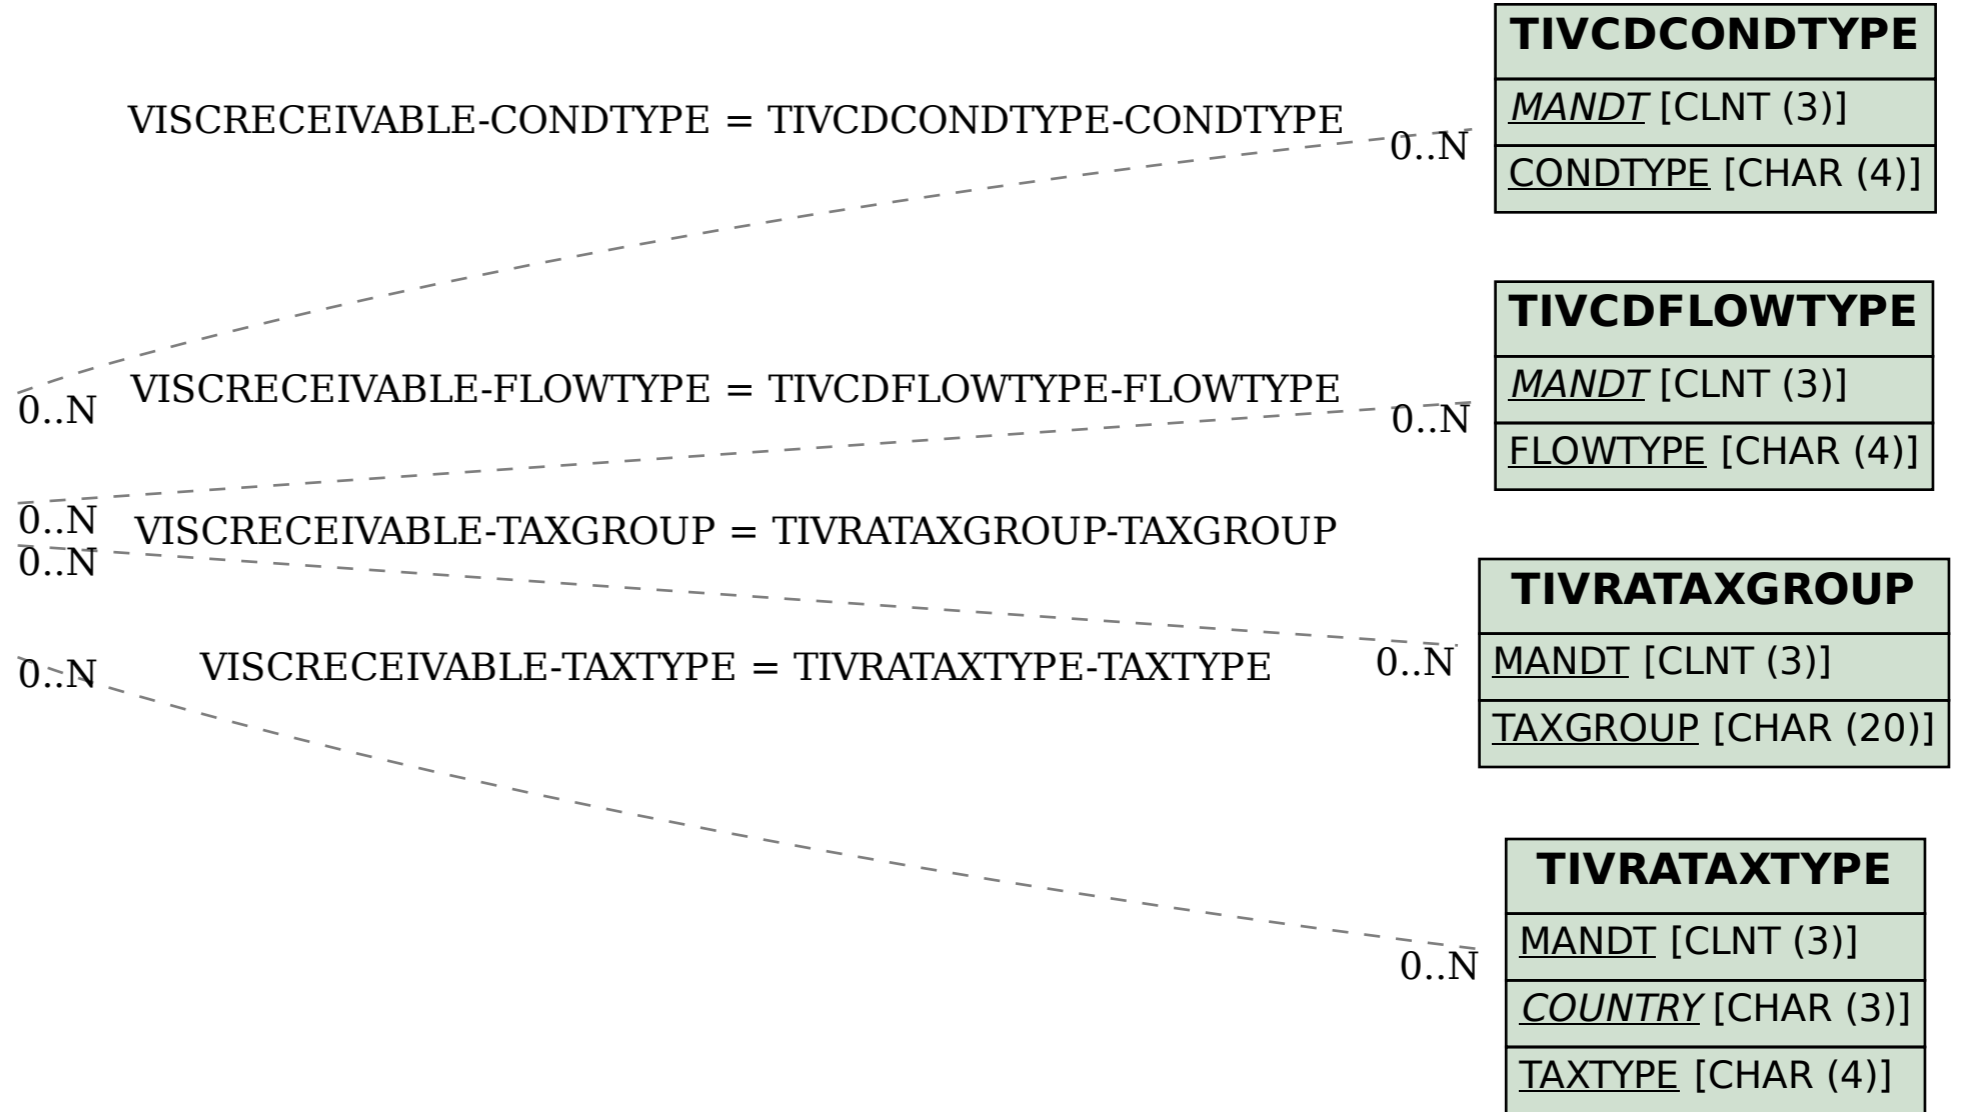 TIVCDCONDTYPE
MANDT [CLNT (3)]
CONDTYPE [CHAR (4)]
VISCRECEIVABLE-CONDTYPE = TIVCDCONDTYPE-CONDTYPE
0..N
0..N
TIVCDFLOWTYPE
MANDT [CLNT (3)]
FLOWTYPE [CHAR (4)]
VISCRECEIVABLE-FLOWTYPE = TIVCDFLOWTYPE-FLOWTYPE
0..N
0..N
VISCRECEIVABLE-TAXGROUP = TIVRATAXGROUP-TAXGROUP
0..N
0..N
TIVRATAXGROUP
MANDT [CLNT (3)]
TAXGROUP [CHAR (20)]
VISCRECEIVABLE-TAXTYPE = TIVRATAXTYPE-TAXTYPE
0..N
0..N
TIVRATAXTYPE
MANDT [CLNT (3)]
COUNTRY [CHAR (3)]
TAXTYPE [CHAR (4)]